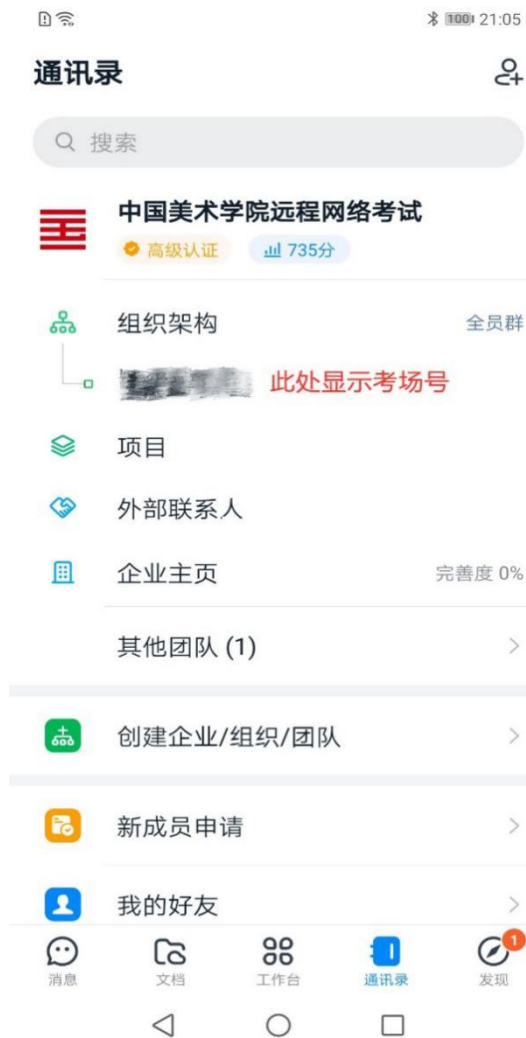 100 21:05
通讯录
搜索
中国美术学院远程网络考试
高级认证 735分
组织架构 全员群
此处显示考场号
项目
外部联系人
企业主页 完善度 0%
其他团队 (1)
创建企业/组织/团队
新成员申请
我的好友
1
消息 文档 工作台 通讯录 发现